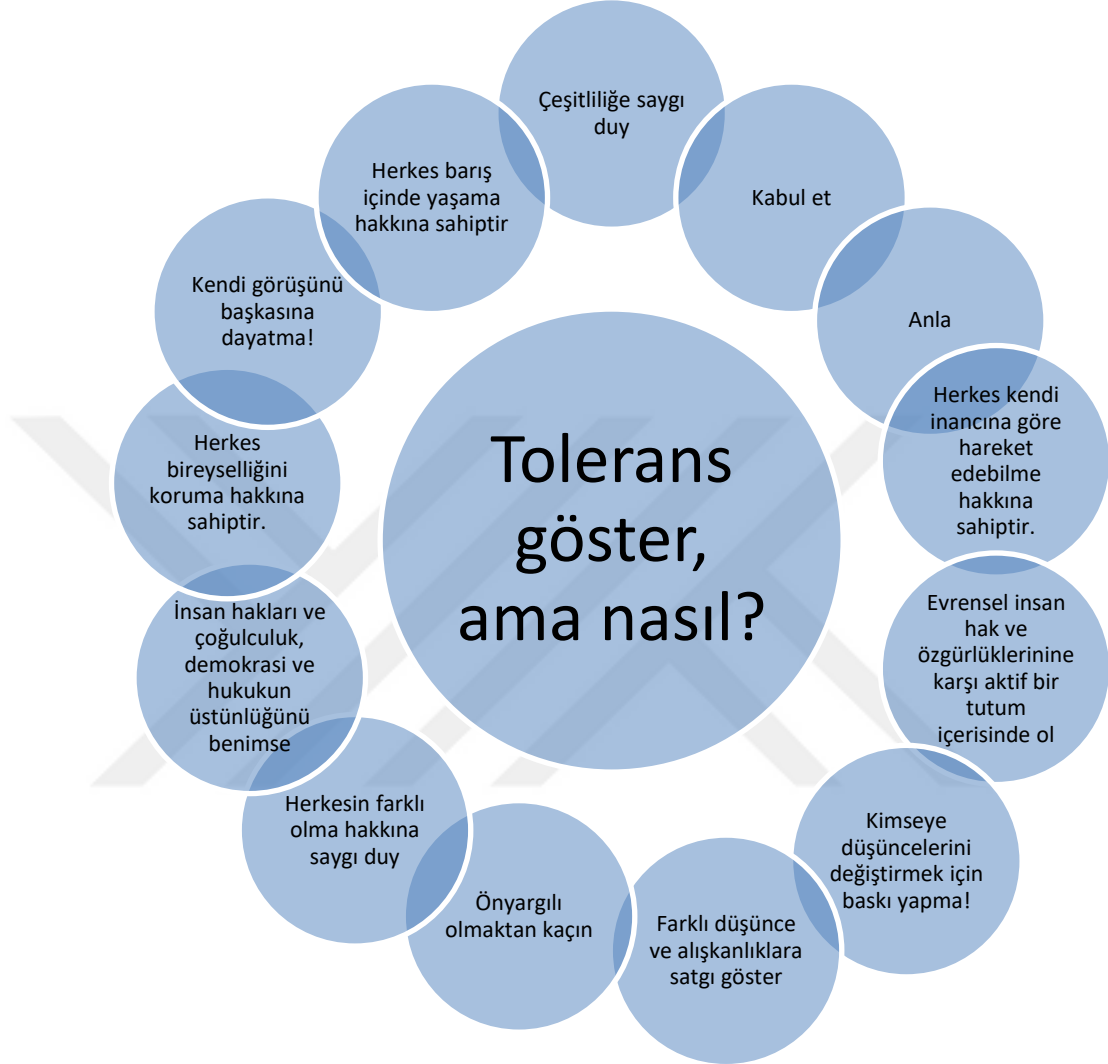 Çeşitliliğe saygı
duy
Kabul et
Anla
Herkes kendi
inancına göre
hareket
edebilme
hakkına
sahiptir.
Evrensel insan
hak ve
özgürlüklerinine
karşı aktif bir
tutum
içerisinde ol
Kimseye
düşüncelerini
değiştirmek için
baskı yapma!
Farklı düşünce
ve alışkanlıklara
satgı göster
Önyargılı
olmaktan kaçın
Herkesin farklı
olma hakkına
saygı duy
İnsan hakları ve
çoğulculuk,
demokrasi ve
hukukun
üstünlüğünü
benimse
Herkes
bireyselliğini
koruma hakkına
sahiptir.
Kendi görüşünü
başkasına
dayatma!
Herkes barış
içinde yaşama
hakkına sahiptir
Tolerans
göster,
ama nasıl?